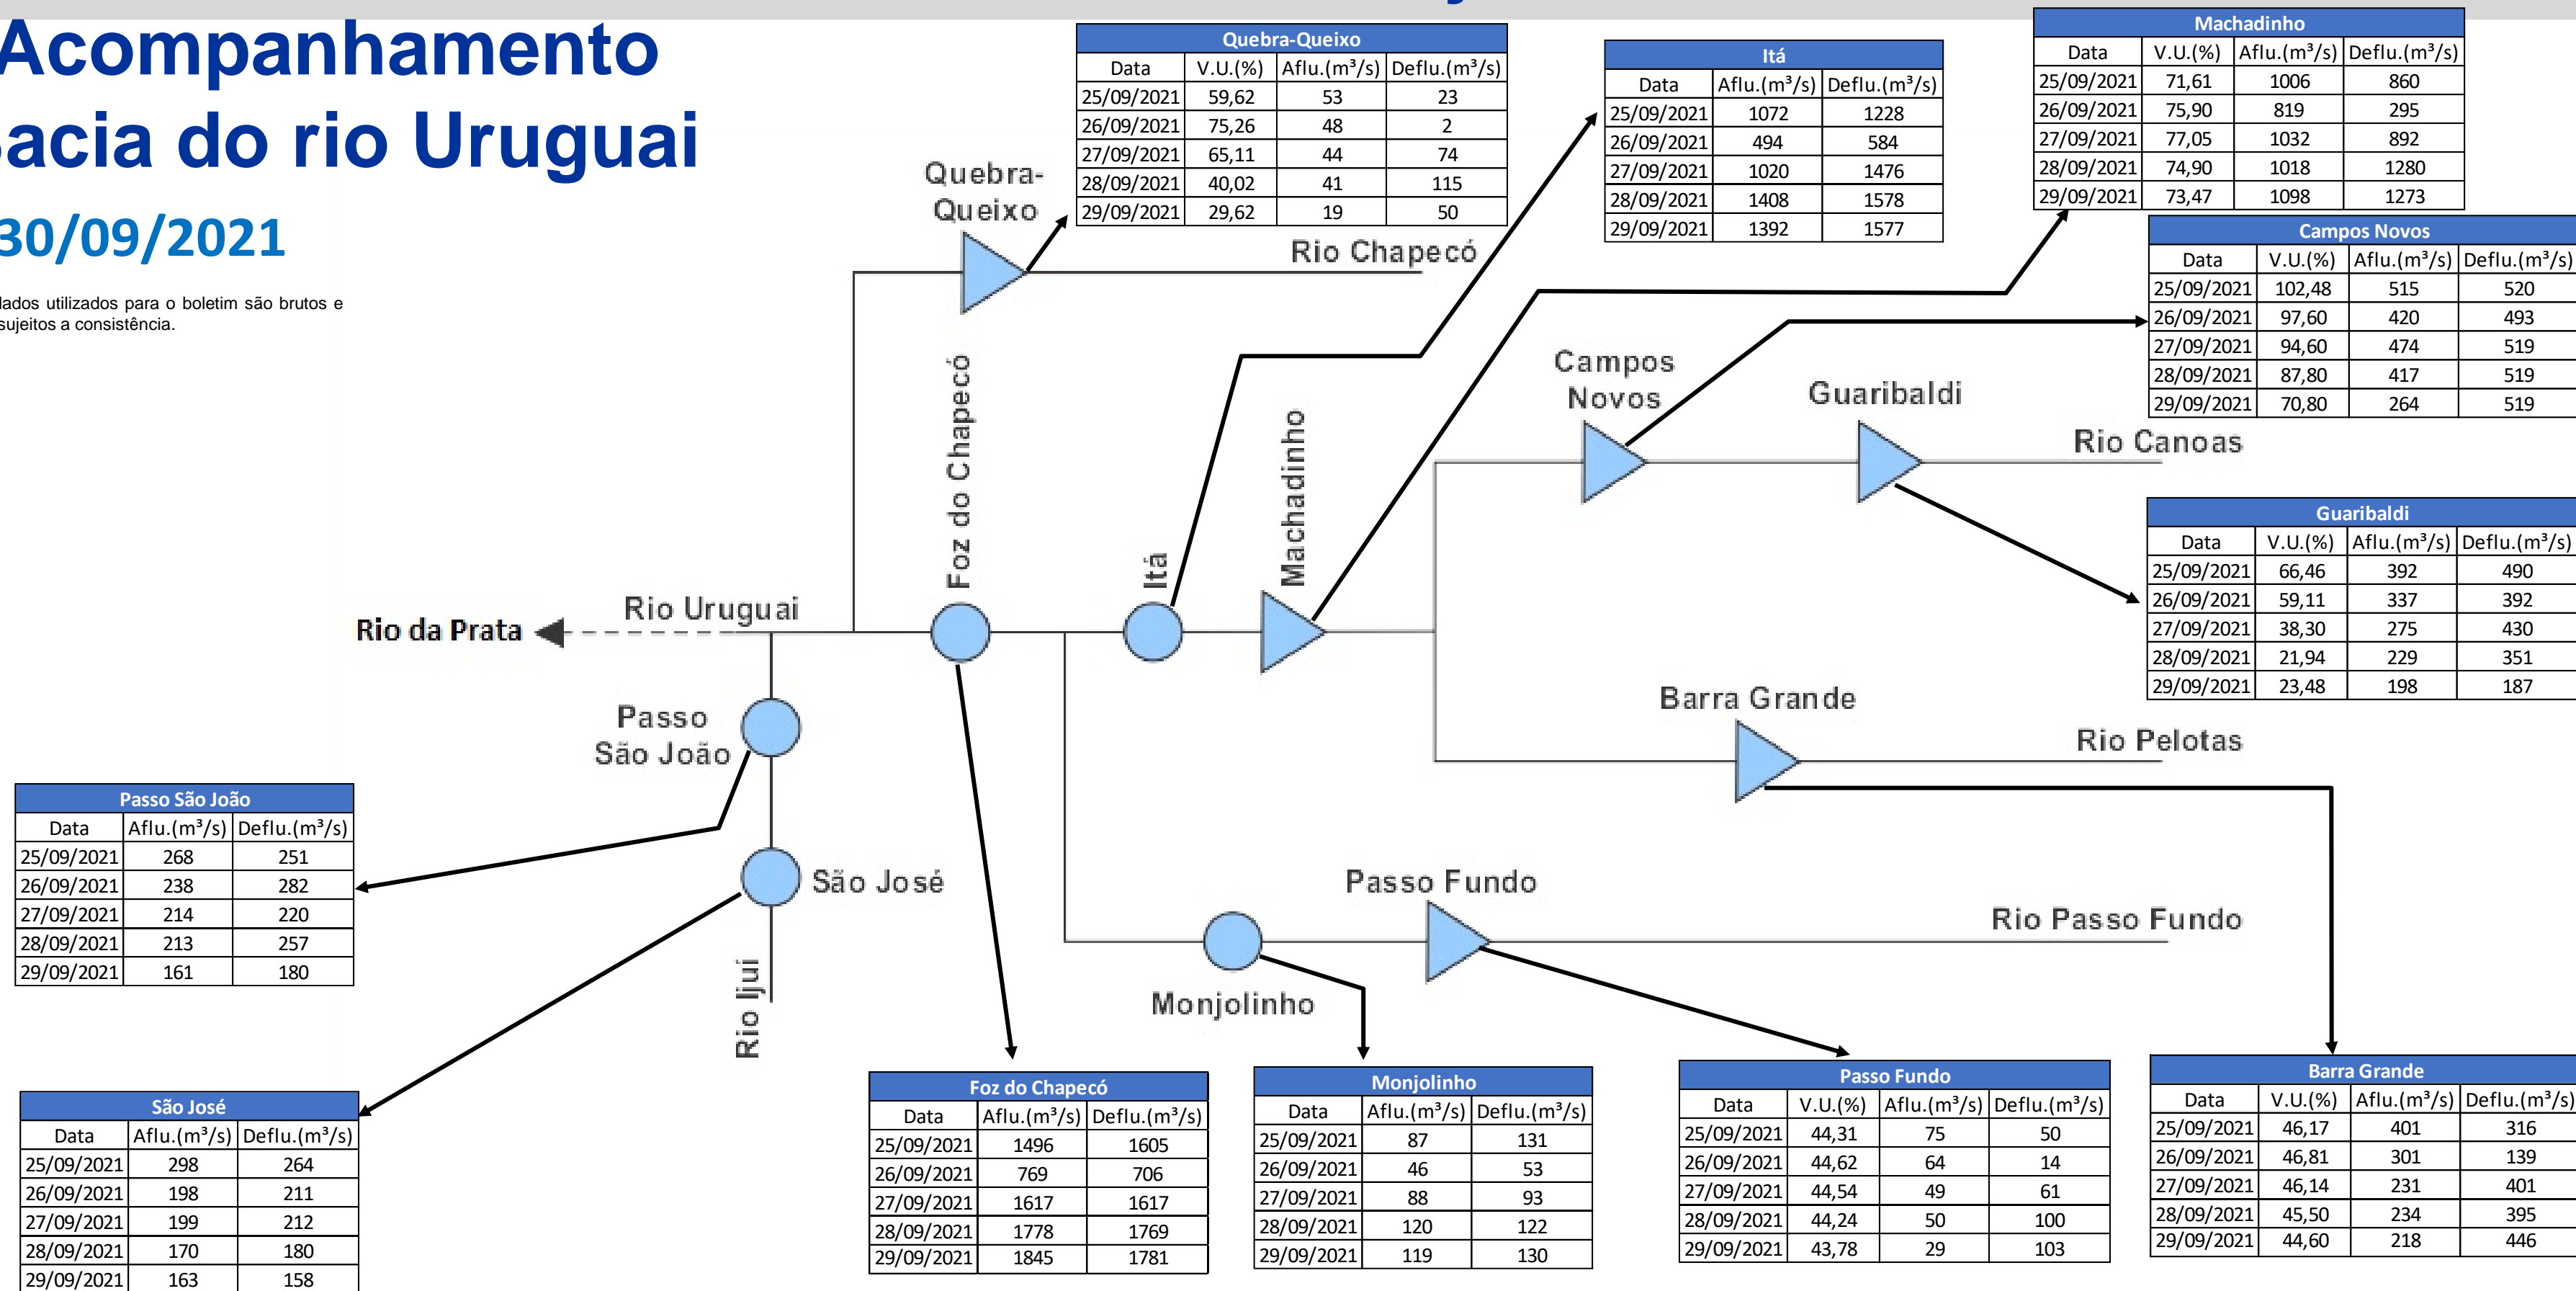 Acompanhamento
Bacia do rio Uruguai
30/09/2021
dados utilizados para o boletim são brutos e
sujeitos a consistência.
Quebra-Queixo
Data V.U.(%) Aflu.(m³/s) Deflu.(m³/s)
25/09/2021 59,62 53 23
26/09/2021 75,26 48 2
27/09/2021 65,11 44 74
28/09/2021 40,02 41 115
29/09/2021 29,62 19 50
Itá
Data Aflu.(m³/s) Deflu.(m³/s)
25/09/2021 1072 1228
26/09/2021 494 584
27/09/2021 1020 1476
28/09/2021 1408 1578
29/09/2021 1392 1577
Machadinho
Data V.U.(%) Aflu.(m³/s) Deflu.(m³/s)
25/09/2021 71,61 1006 860
26/09/2021 75,90 819 295
27/09/2021 77,05 1032 892
28/09/2021 74,90 1018 1280
29/09/2021 73,47 1098 1273
Campos Novos
Data V.U.(%) Aflu.(m³/s) Deflu.(m³/s)
25/09/2021 102,48 515 520
26/09/2021 97,60 420 493
27/09/2021 94,60 474 519
28/09/2021 87,80 417 519
29/09/2021 70,80 264 519
Quebra-
Queixo
Rio Chapecó
Foz do Chapecó
Itá
Machadinho
Campos
Novos
Guaribaldi
Rio Canoas
Guaribaldi
Data V.U.(%) Aflu.(m³/s) Deflu.(m³/s)
25/09/2021 66,46 392 490
26/09/2021 59,11 337 392
27/09/2021 38,30 275 430
28/09/2021 21,94 229 351
29/09/2021 23,48 198 187
Rio da Prata
Rio Uruguai
Passo
São João
São José
Rio Ijuí
Barra Grande
Rio Pelotas
Passo Fundo
Rio Passo Fundo
Monjolinho
Passo São João
Data Aflu.(m³/s) Deflu.(m³/s)
25/09/2021 268 251
26/09/2021 238 282
27/09/2021 214 220
28/09/2021 213 257
29/09/2021 161 180
São José
Data Aflu.(m³/s) Deflu.(m³/s)
25/09/2021 298 264
26/09/2021 198 211
27/09/2021 199 212
28/09/2021 170 180
29/09/2021 163 158
Foz do Chapecó
Data Aflu.(m³/s) Deflu.(m³/s)
25/09/2021 1496 1605
26/09/2021 769 706
27/09/2021 1617 1617
28/09/2021 1778 1769
29/09/2021 1845 1781
Monjolinho
Data Aflu.(m³/s) Deflu.(m³/s)
25/09/2021 87 131
26/09/2021 46 53
27/09/2021 88 93
28/09/2021 120 122
29/09/2021 119 130
Passo Fundo
Data V.U.(%) Aflu.(m³/s) Deflu.(m³/s)
25/09/2021 44,31 75 50
26/09/2021 44,62 64 14
27/09/2021 44,54 49 61
28/09/2021 44,24 50 100
29/09/2021 43,78 29 103
Barra Grande
Data V.U.(%) Aflu.(m³/s) Deflu.(m³/s)
25/09/2021 46,17 401 316
26/09/2021 46,81 301 139
27/09/2021 46,14 231 401
28/09/2021 45,50 234 395
29/09/2021 44,60 218 446